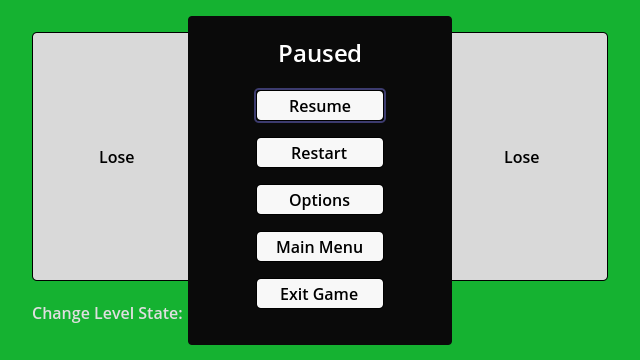 Paused
Resume
Restart
Lose
Lose
Options
Main Menu
Exit Game
Change Level State: